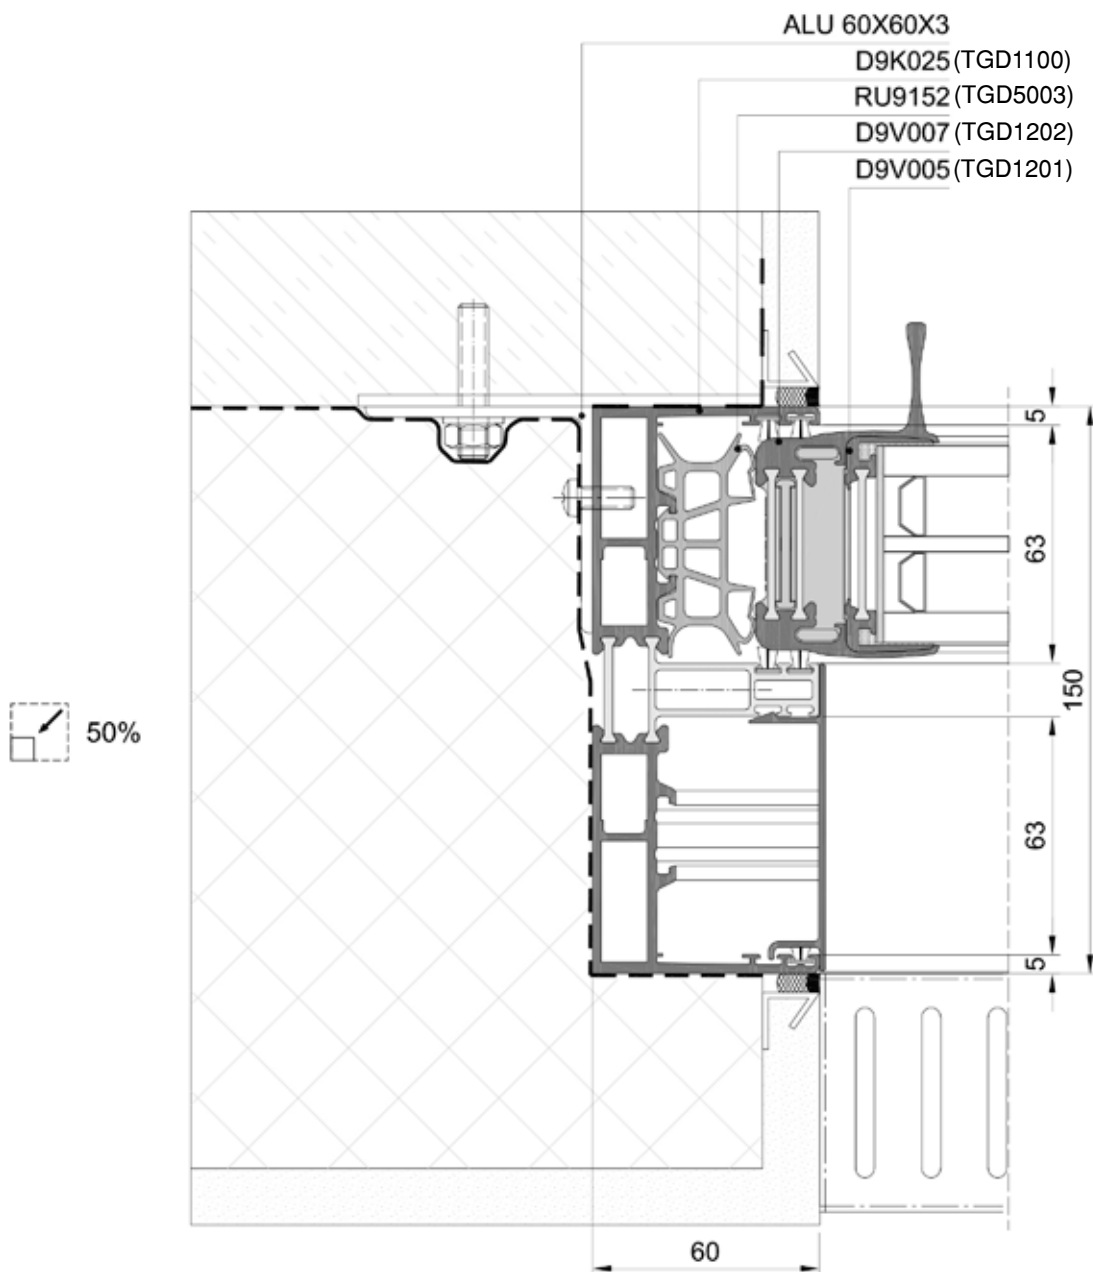 ALU 60X60X3
D9K025 (TGD1100)
RU9152 (TGD5003)
D9V007 (TGD1202)
D9V005 (TGD1201)
5
63
150
50%
63
5
60